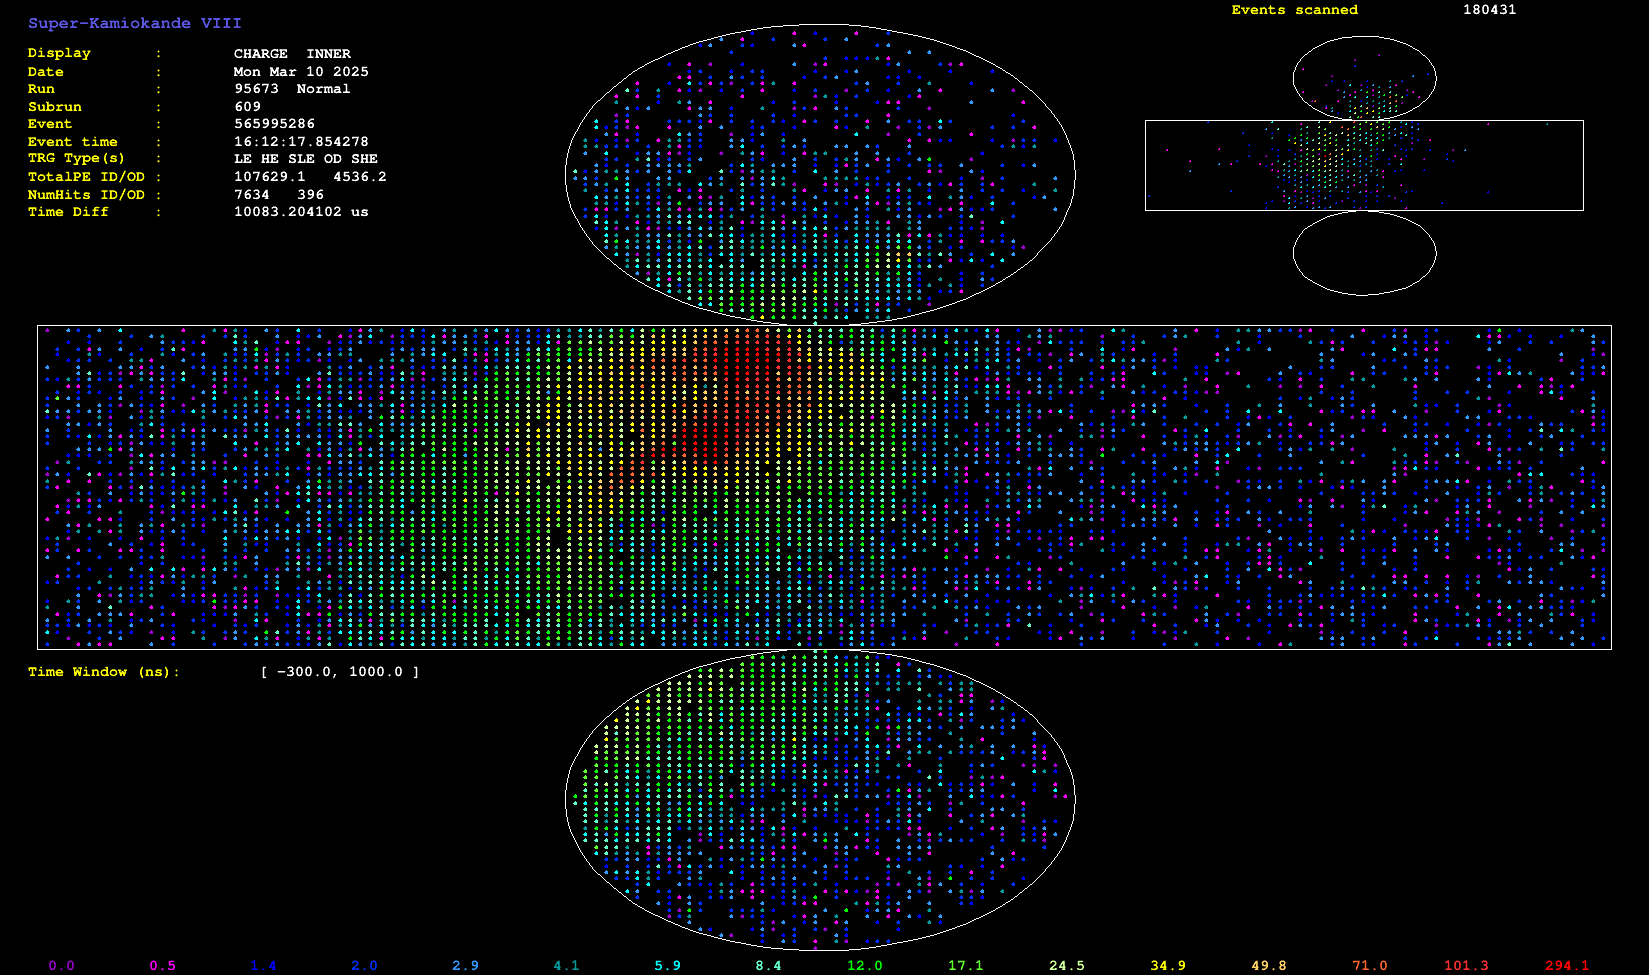 Super-Kamiokande VIII
Events scanned 180431
Display : CHARGE INNER
Date : Mon Mar 10 2025
Run : 95673 Normal
Subrun : 609
Event : 565995286
Event time : 16:12:17.854278
TRG Type(s) : LE HE SLE OD SHE
TotalPE ID/OD : 107629.1 4536.2
NumHits ID/OD : 7634 396
Time Diff : 10083.204102 us
Time Window (ns): [ -300.0, 1000.0 ]
0.0 0.5 1.4 2.0 2.9 4.1 5.9 8.4 12.0 17.1 24.5 34.9 49.8 71.0 101.3 294.1